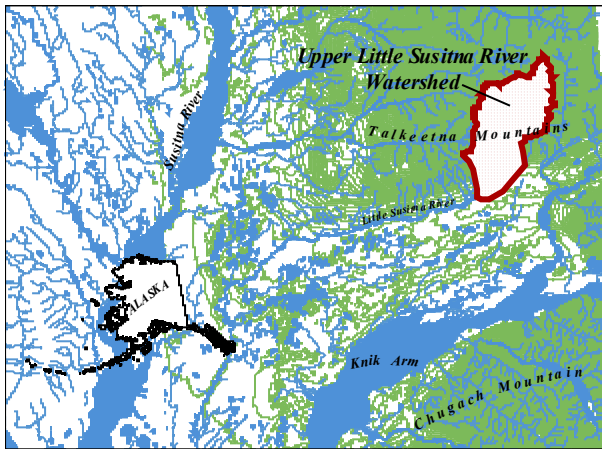 Upper Little Susitna River
Watershed
Susitna River
Talkeetna Mountains
Little Susitna River
ALASKA
Knik Arm
Chugach Mountain